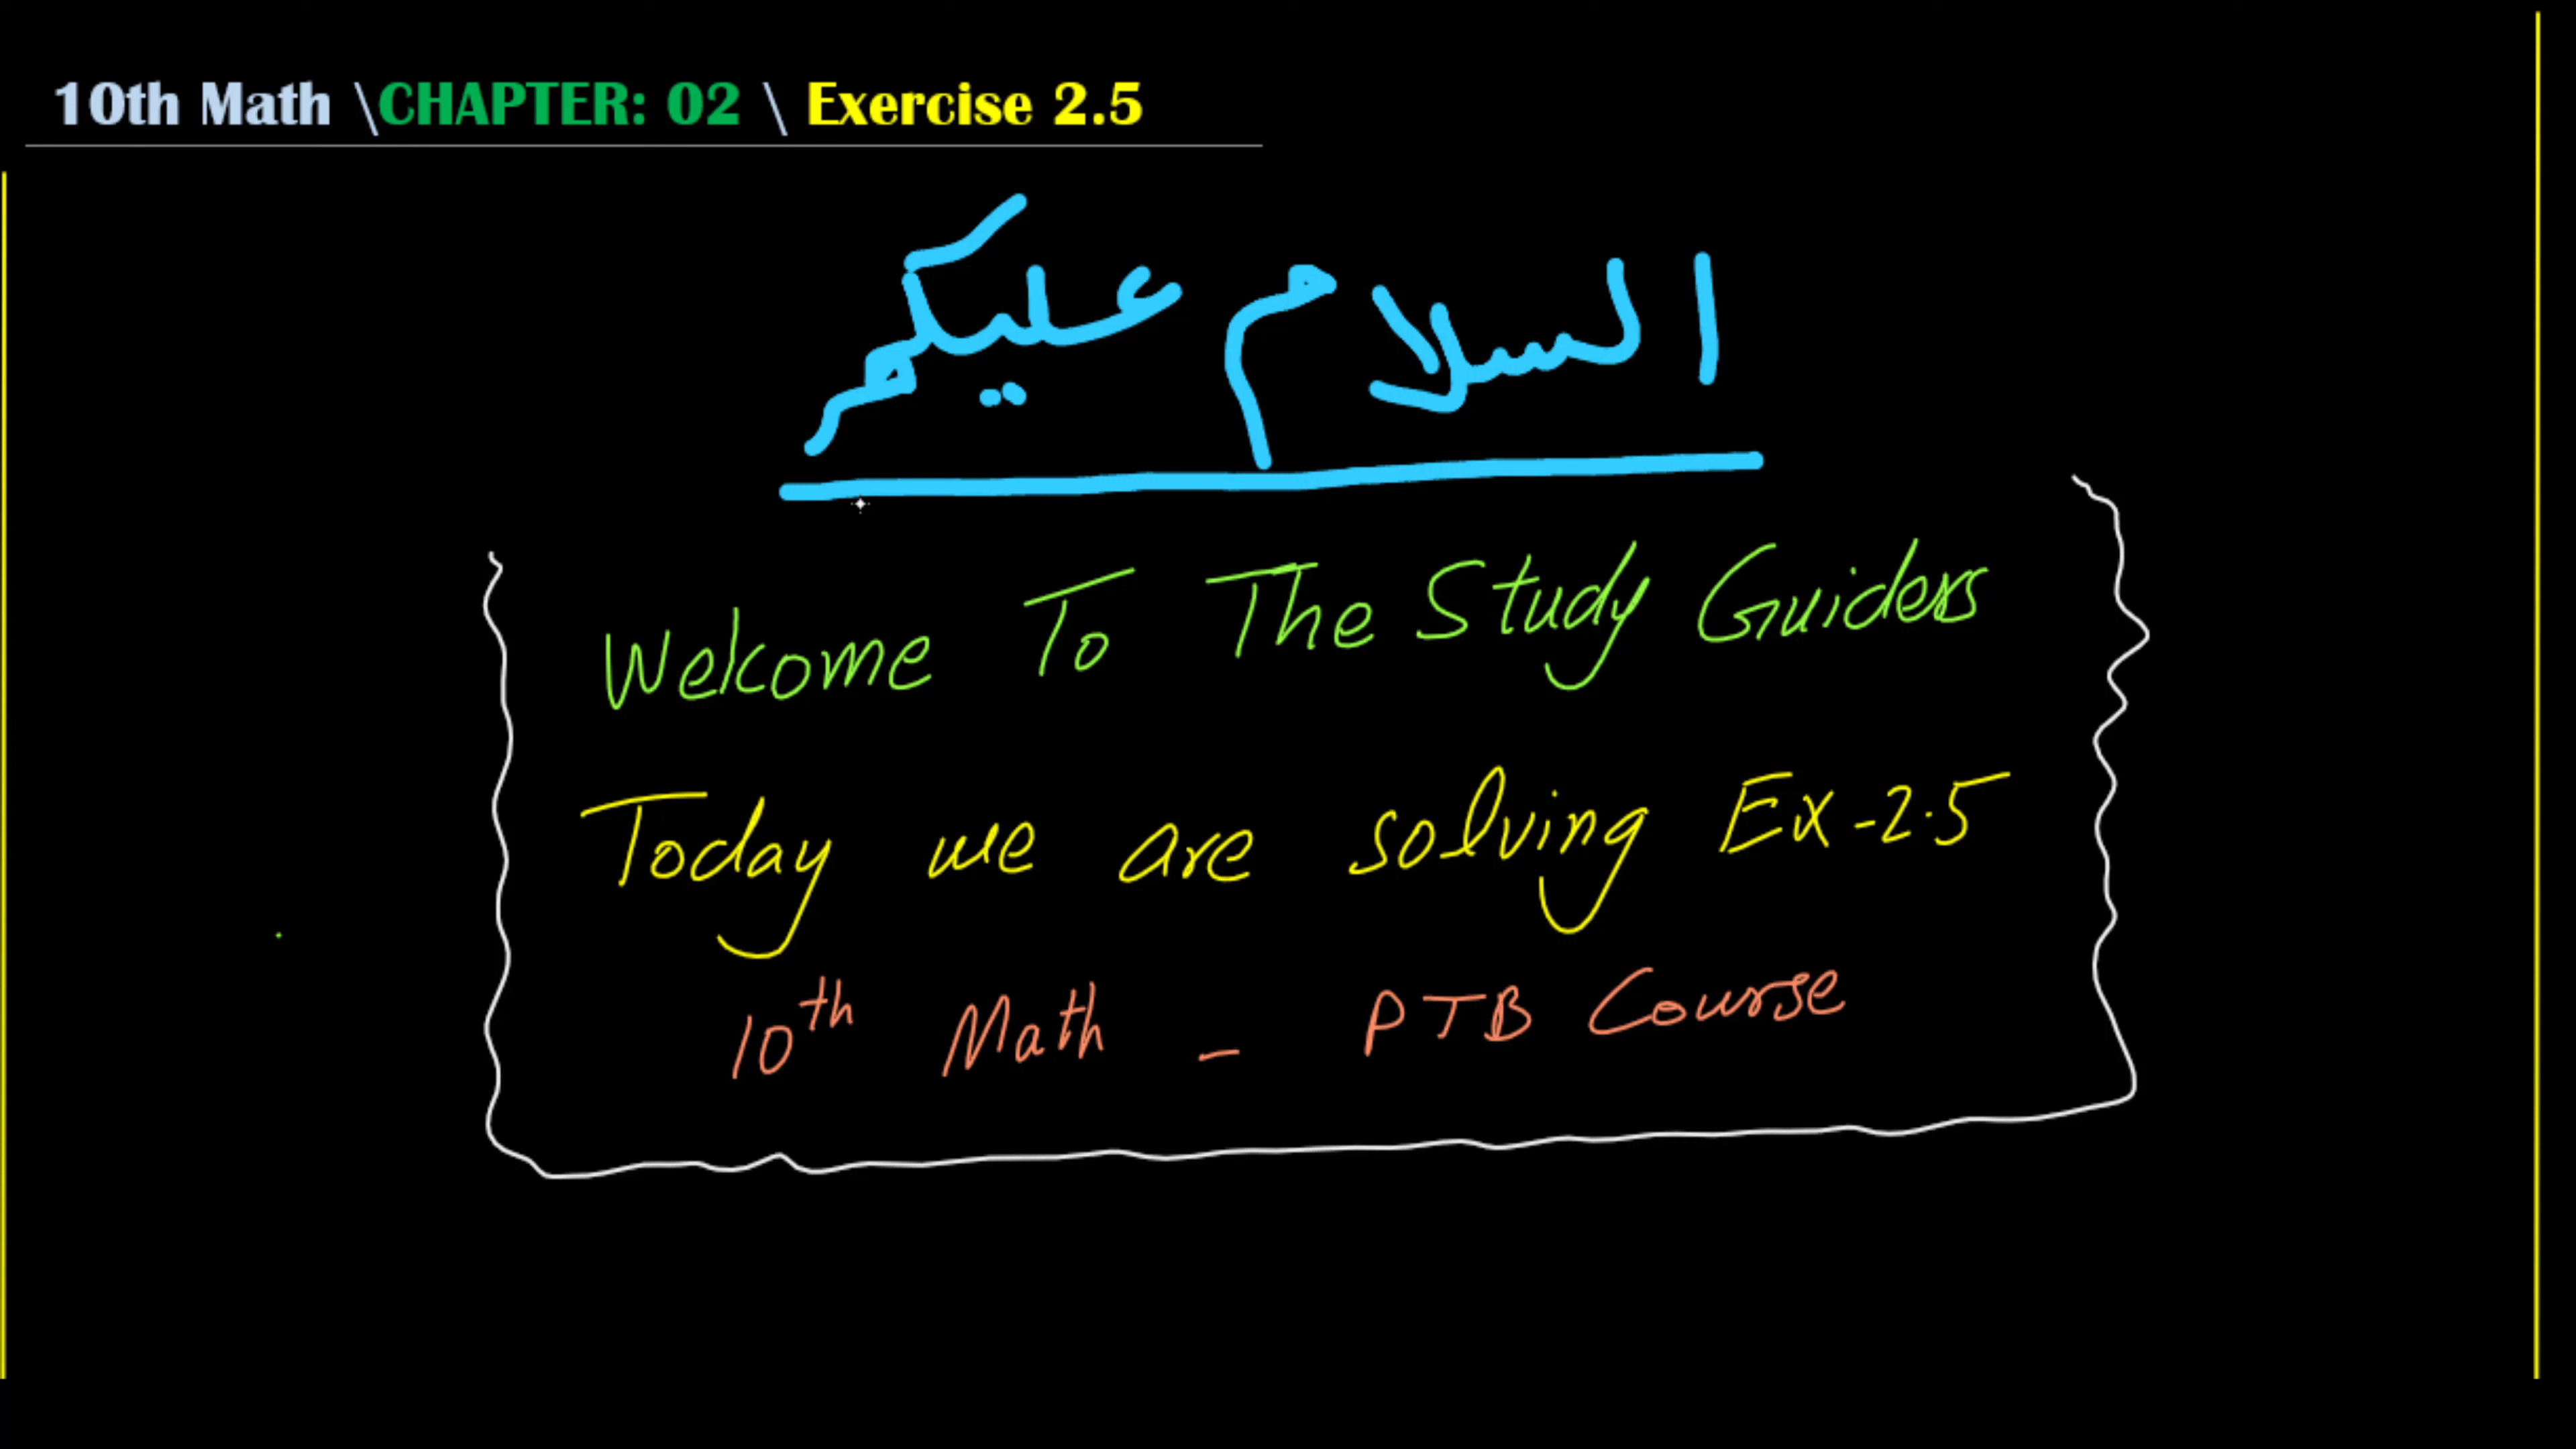 10th Math \CHAPTER: 02 \ Exercise 2.5
السلام عليكم
Welcome To The Study Guiders
Today we are solving Ex-2.5
10th Math - PTB Course